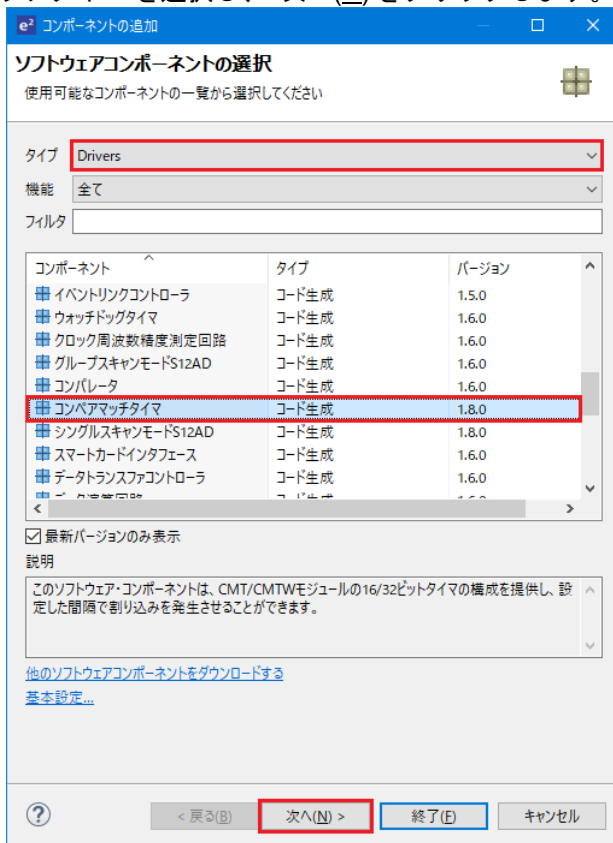 e² コンポーネントの追加
ソフトウェアコンポーネントの選択
使用可能なコンポーネントの一覧から選択してください
タイプ Drivers
機能 全て
フィルタ
コンポーネント タイプ バージョン
イベントリンクコントローラ コード生成 1.5.0
ウォッチドッグタイマ コード生成 1.6.0
クロック周波数精度測定回路 コード生成 1.6.0
グループスキャンモードS12AD コード生成 1.6.0
コンパレータ コード生成 1.6.0
コンペアマッチタイマ コード生成 1.8.0
シングルスキャンモードS12AD コード生成 1.8.0
スマートカードインタフェース コード生成 1.6.0
データトランスファコントローラ コード生成 1.6.0
最新バージョンのみ表示
説明
このソフトウェア・コンポーネントは、CMT/CMTWモジュールの16/32ビットタイマの構成を提供し、設
定した間隔で割り込みを発生させることができます。
他のソフトウェアコンポーネントをダウンロードする
基本設定...
? < 戻る(B) 次へ(N) > 終了(F) キャンセル